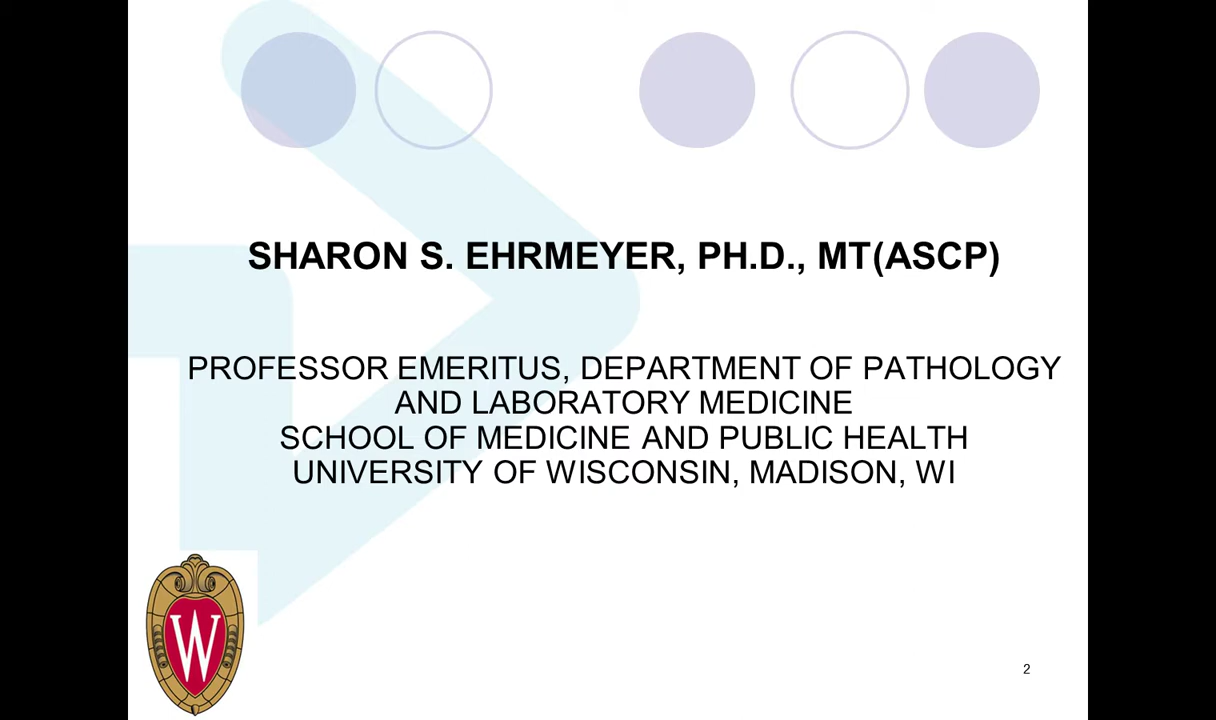 SHARON S. EHRMEYER, PH.D., MT(ASCP)
PROFESSOR EMERITUS, DEPARTMENT OF PATHOLOGY
AND LABORATORY MEDICINE
SCHOOL OF MEDICINE AND PUBLIC HEALTH
UNIVERSITY OF WISCONSIN, MADISON, WI
W
2